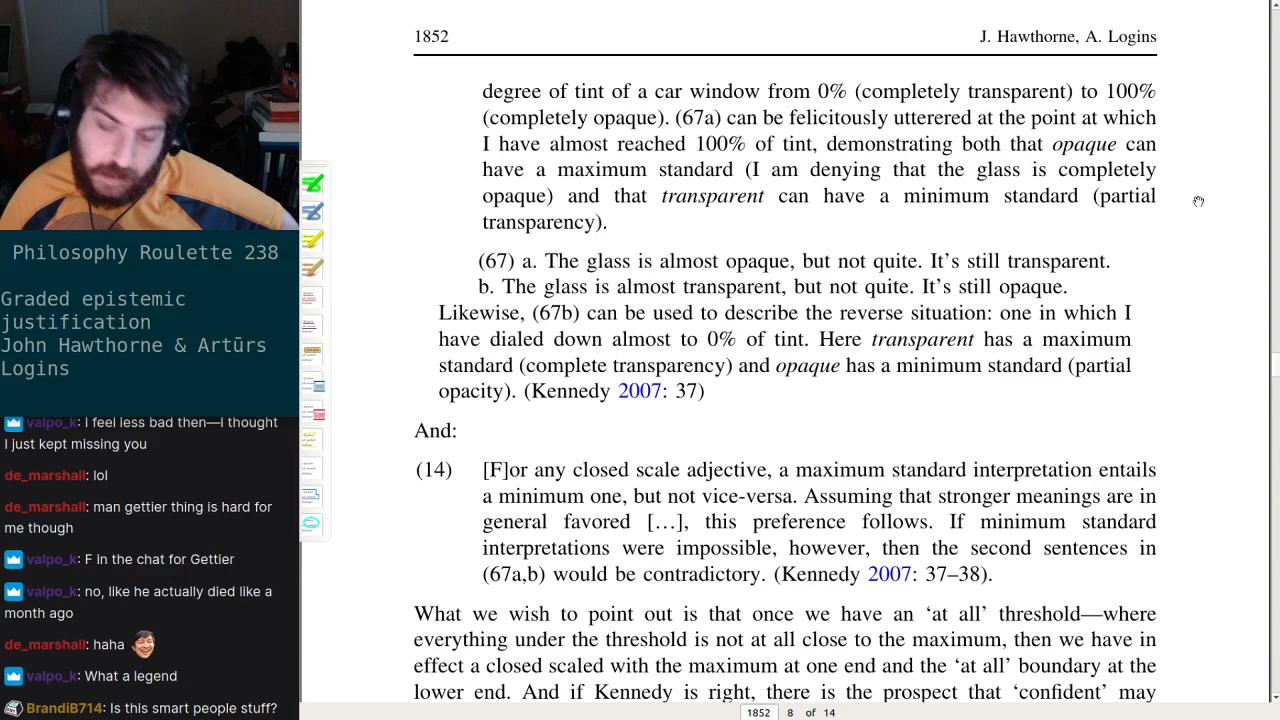 1852
J. Hawthorne, A. Logins
degree of tint of a car window from 0% (completely transparent) to 100%
(completely opaque). (67a) can be felicitously utterered at the point at which
I have almost reached 100% of tint, demonstrating both that opaque can
have a maximum standard (I am denying that the glass is completely
opaque) and that transparent can have a minimum standard (partial
transparency).
(67) a. The glass is almost opaque, but not quite. It's still transparent.
b. The glass is almost transparent, but not quite. It's still opaque.
Likewise, (67b) can be used to describe the reverse situation: one in which I
have dialed down almost to 0% of tint. Here transparent has a maximum
standard (complete transparency) and opaque has a minimum standard (partial
opacity). (Kennedy 2007: 37)
And:
(14) [F]or any closed scale adjective, a maximum standard interpretation entails
a minimum one, but not vice versa. Assuming that stronger meanings are in
general favored […], this preference follows. If minimum standard
interpretations were impossible, however, then the second sentences in
(67a,b) would be contradictory. (Kennedy 2007: 37–38).
What we wish to point out is that once we have an 'at all' threshold—where
everything under the threshold is not at all close to the maximum, then we have in
effect a closed scaled with the maximum at one end and the 'at all' boundary at the
lower end. And if Kennedy is right, there is the prospect that 'confident' may
1852 8 of 14
Philosophy Roulette 238
Graded epistemic
justification
John Hawthorne & Artūrs
Logins
valpo_k: I feel less bad then—I thought
I just kept missing you
de_marshall: lol
de_marshall: man gettier thing is hard for
me though
valpo_k: F in the chat for Gettier
valpo_k: no, like he actually died like a
month ago
de_marshall: haha
valpo_k: What a legend
BrandiB714: Is this smart people stuff?